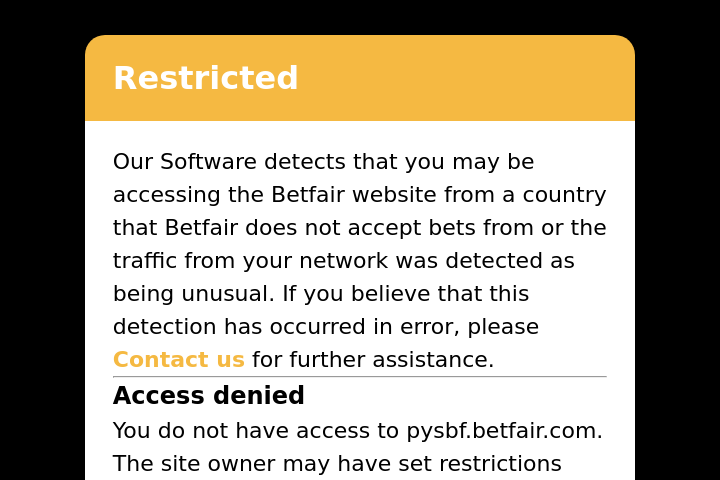 Restricted
Our Software detects that you may be
accessing the Betfair website from a country
that Betfair does not accept bets from or the
traffic from your network was detected as
being unusual. If you believe that this
detection has occurred in error, please
Contact us for further assistance.
Access denied
You do not have access to pysbf.betfair.com.
The site owner may have set restrictions